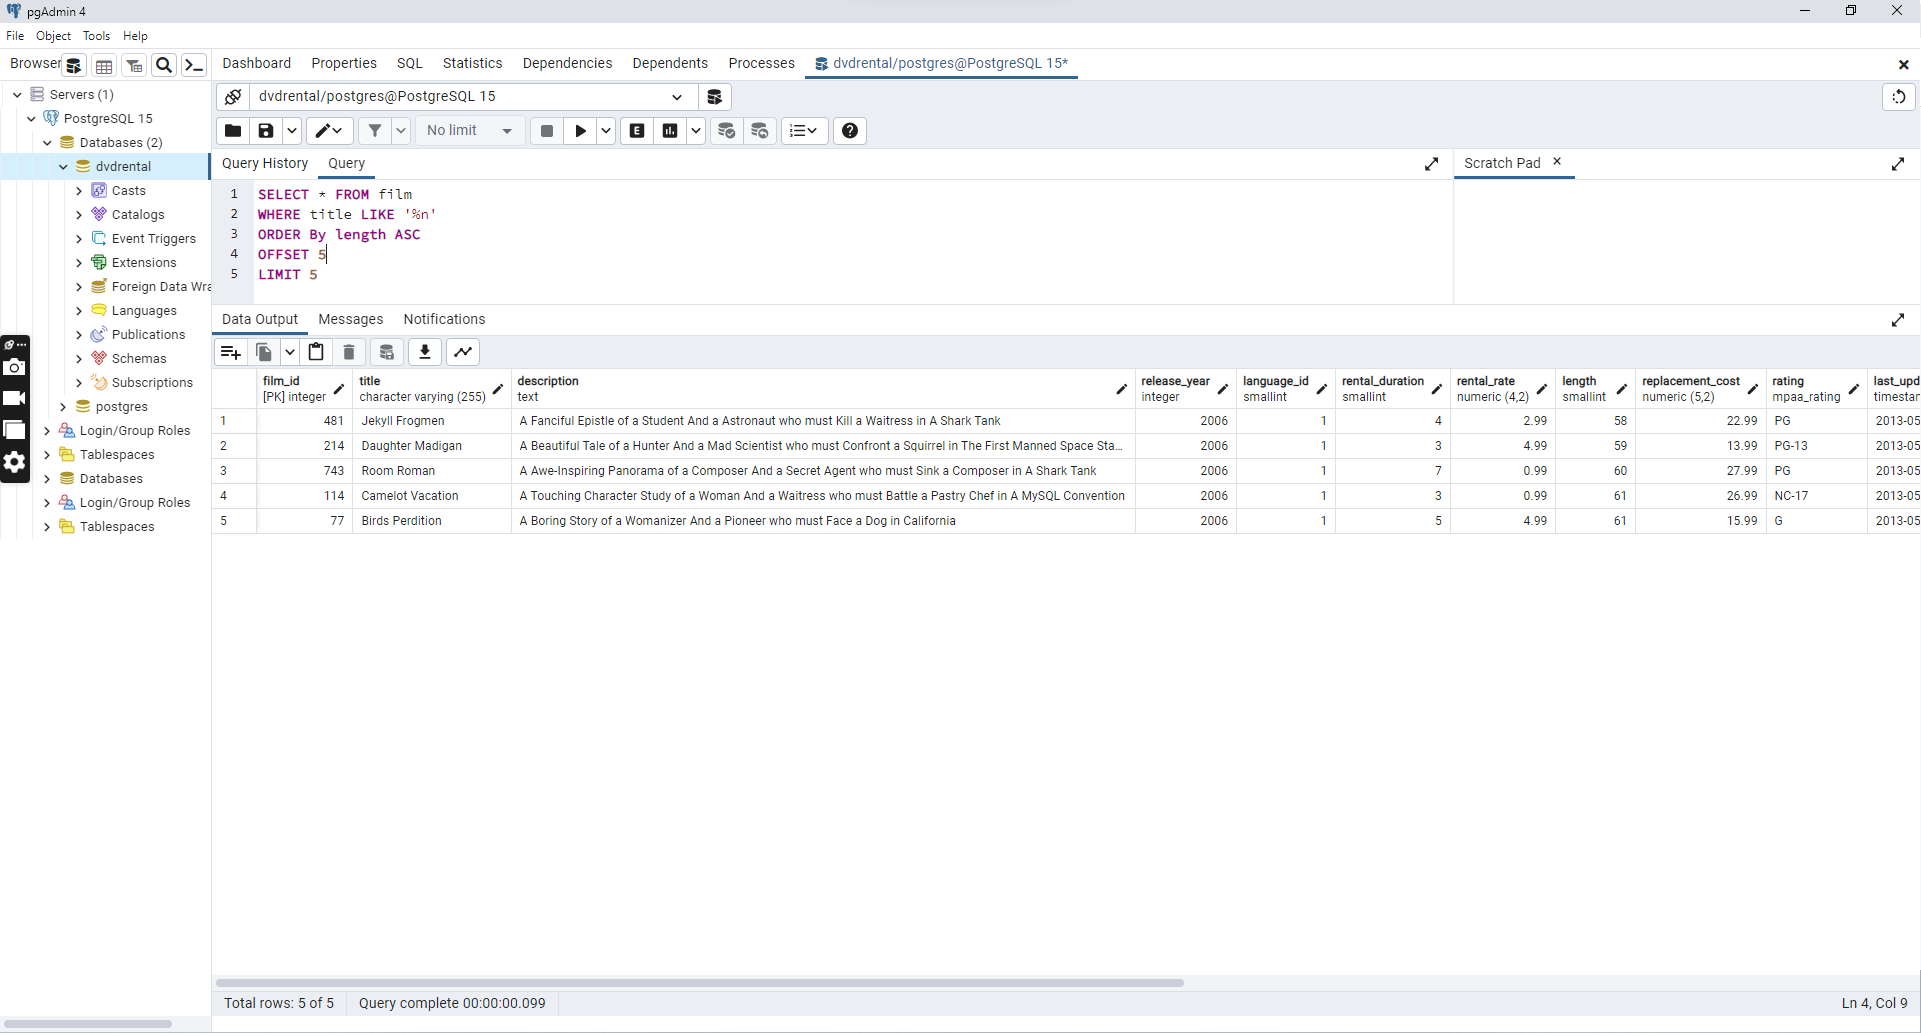 pgAdmin 4
File Object Tools Help
Browser
Dashboard Properties SQL Statistics Dependencies Dependents Processes dvdrental/postgres@PostgreSQL 15*
Servers (1)
PostgreSQL 15
Databases (2)
dvdrental
Casts
Catalogs
Event Triggers
Extensions
Foreign Data Wra
Languages
Publications
Schemas
Subscriptions
postgres
Login/Group Roles
Tablespaces
Databases
Login/Group Roles
Tablespaces
dvdrental/postgres@PostgreSQL 15
No limit E
Query History Query
Scratch Pad
1 SELECT * FROM film
2 WHERE title LIKE '%n'
3 ORDER By length ASC
4 OFFSET 5
5 LIMIT 5
Data Output Messages Notifications
film_id title description release_year language_id rental_duration rental_rate length replacement_cost rating last_upd
[PK] integer character varying (255) text integer smallint smallint numeric (4,2) smallint numeric (5,2) mpaa_rating timestar
1 481 Jekyll Frogmen A Fanciful Epistle of a Student And a Astronaut who must Kill a Waitress in A Shark Tank 2006 1 4 2.99 58 22.99 PG 2013-05
2 214 Daughter Madigan A Beautiful Tale of a Hunter And a Mad Scientist who must Confront a Squirrel in The First Manned Space Sta... 2006 1 3 4.99 59 13.99 PG-13 2013-05
3 743 Room Roman A Awe-Inspiring Panorama of a Composer And a Secret Agent who must Sink a Composer in A Shark Tank 2006 1 7 0.99 60 27.99 PG 2013-05
4 114 Camelot Vacation A Touching Character Study of a Woman And a Waitress who must Battle a Pastry Chef in A MySQL Convention 2006 1 3 0.99 61 26.99 NC-17 2013-05
5 77 Birds Perdition A Boring Story of a Womanizer And a Pioneer who must Face a Dog in California 2006 1 5 4.99 61 15.99 G 2013-05
Total rows: 5 of 5 Query complete 00:00:00.099 Ln 4, Col 9